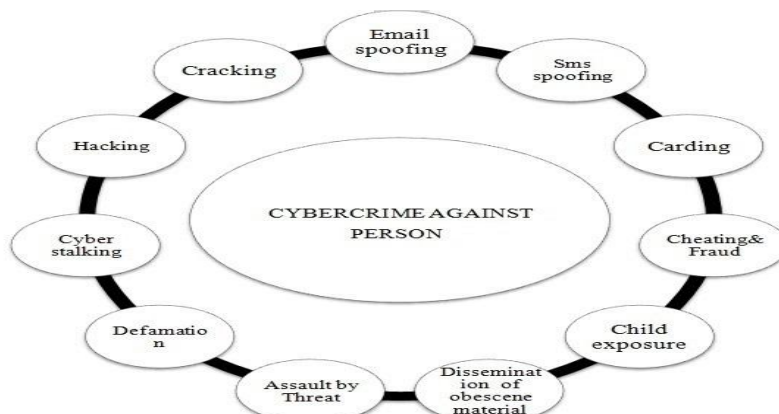 Email
spoofing
Sms
spoofing
Carding
Cheating&
Fraud
Child
exposure
Disseminat
ion of
obscene
material
Assault by
Threat
Defamatio
n
Cyber
stalking
Hacking
Cracking
CYBERCRIME AGAINST
PERSON